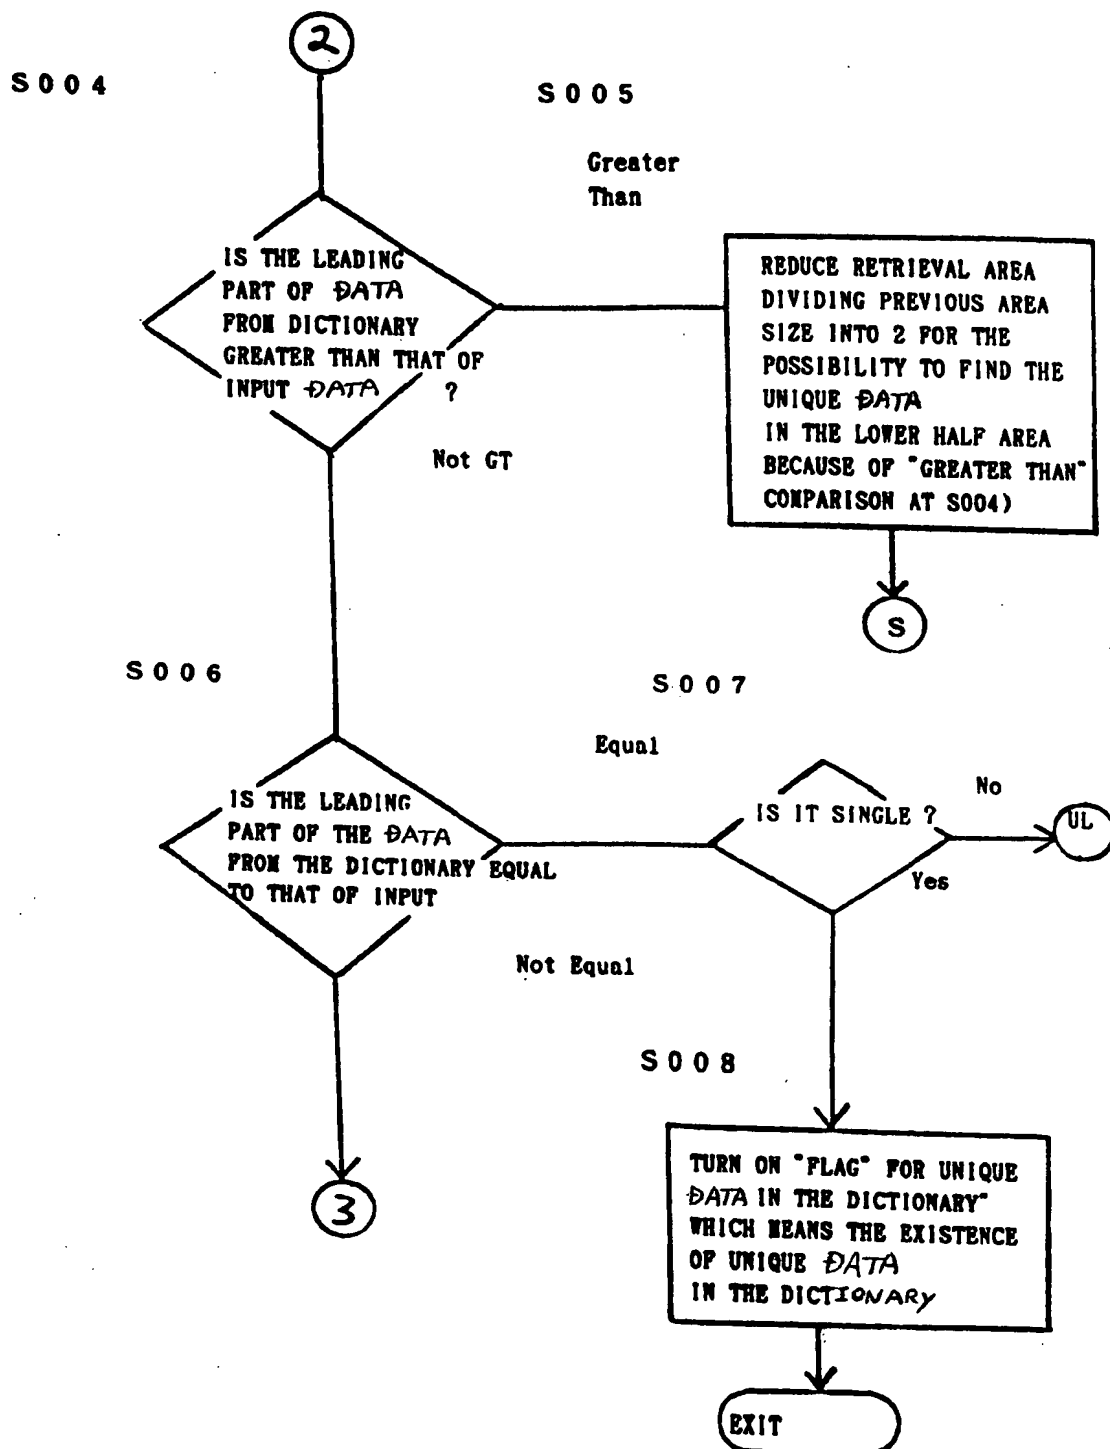 2
S004
S005
Greater
Than
IS THE LEADING
PART OF DATA
FROM DICTIONARY
GREATER THAN THAT OF
INPUT DATA ?
REDUCE RETRIEVAL AREA
DIVIDING PREVIOUS AREA
SIZE INTO 2 FOR THE
POSSIBILITY TO FIND THE
UNIQUE DATA
IN THE LOWER HALF AREA
BECAUSE OF "GREATER THAN"
COMPARISON AT S004)
Not GT
S
S006
S007
Equal
IS THE LEADING
PART OF THE DATA
FROM THE DICTIONARY EQUAL
TO THAT OF INPUT
IS IT SINGLE ?
No
UL
Yes
Not Equal
S008
3
TURN ON "FLAG" FOR UNIQUE
DATA IN THE DICTIONARY"
WHICH MEANS THE EXISTENCE
OF UNIQUE DATA
IN THE DICTIONARY
EXIT